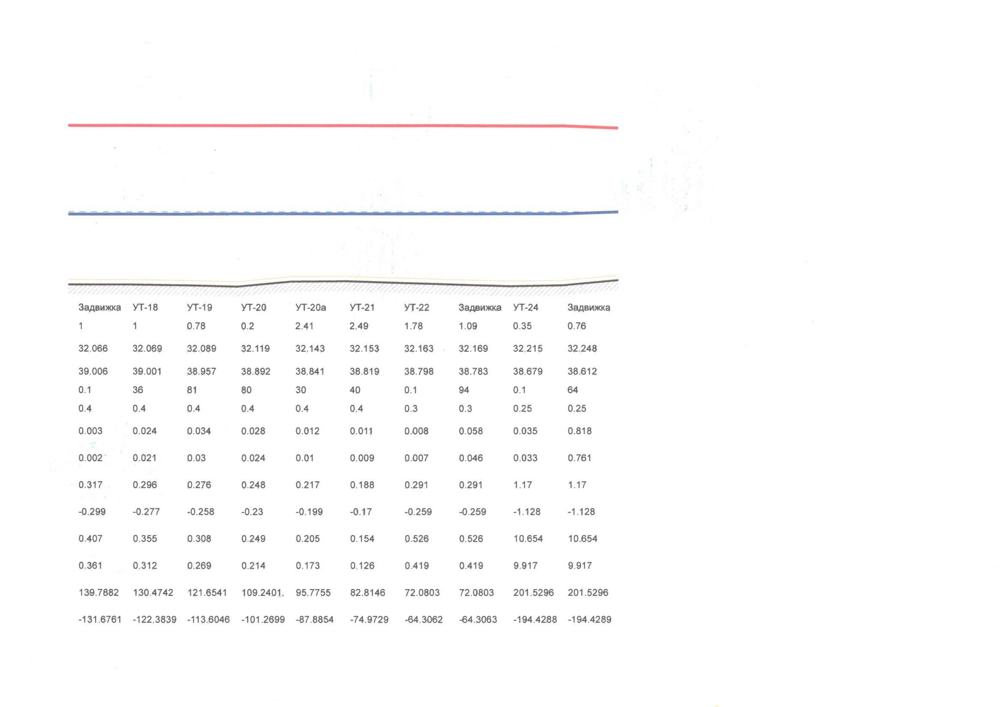 Задвижка УТ-18 УТ-19 УТ-20 УТ-20а УТ-21 УТ-22 Задвижка УТ-24 Задвижка
1 1 0.78 0.2 2.41 2.49 1.78 1.09 0.35 0.76
32.066 32.069 32.089 32.119 32.143 32.153 32.163 32.169 32.215 32.248
39.006 39.001 38.957 38.892 38.841 38.819 38.798 38.783 38.679 38.612
0.1 36 81 80 30 40 0.1 94 0.1 64
0.4 0.4 0.4 0.4 0.4 0.4 0.3 0.3 0.25 0.25
0.003 0.024 0.034 0.028 0.012 0.011 0.008 0.058 0.035 0.818
0.002 0.021 0.03 0.024 0.01 0.009 0.007 0.046 0.033 0.761
0.317 0.296 0.276 0.248 0.217 0.188 0.291 0.291 1.17 1.17
-0.299 -0.277 -0.258 -0.23 -0.199 -0.17 -0.259 -0.259 -1.128 -1.128
0.407 0.355 0.308 0.249 0.205 0.154 0.526 0.526 10.654 10.654
0.361 0.312 0.269 0.214 0.173 0.126 0.419 0.419 9.917 9.917
139.7882 130.4742 121.6541 109.2401 95.7755 82.8146 72.0803 72.0803 201.5296 201.5296
-131.6761 -122.3839 -113.6046 -101.2699 -87.8854 -74.9729 -64.3062 -64.3063 -194.4288 -194.4289